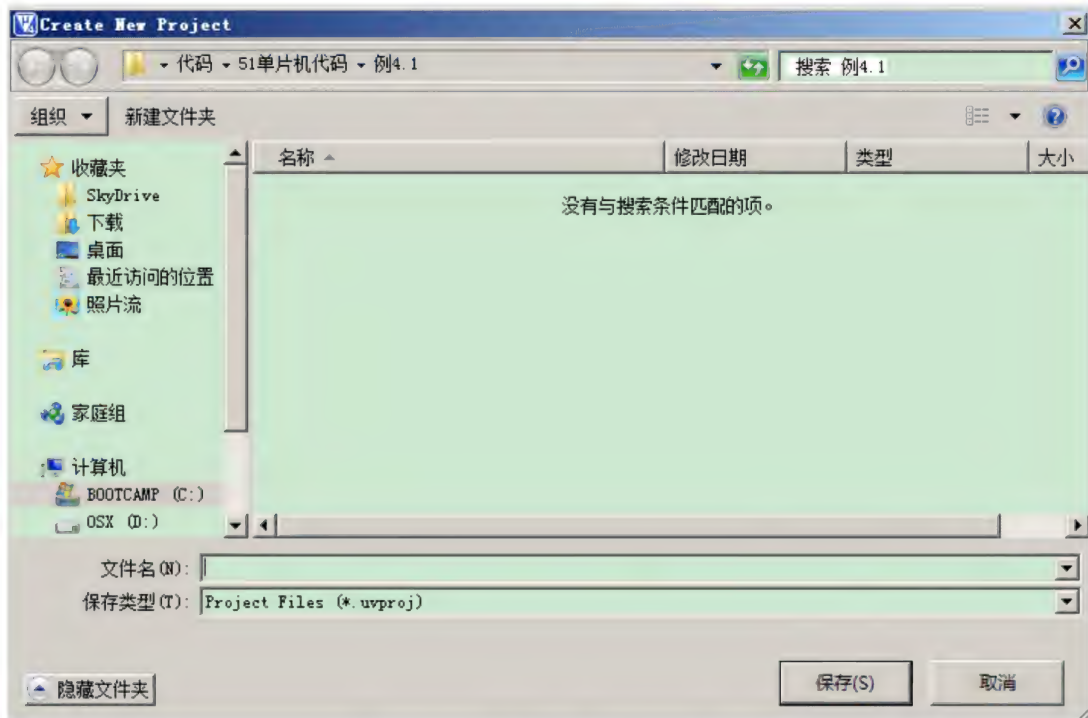 Create New Project
代码 51单片机代码 例4.1
搜索 例4.1
组织 新建文件夹
名称 修改日期 类型 大小
没有与搜索条件匹配的项。
收藏夹
SkyDrive
下载
桌面
最近访问的位置
照片流
库
家庭组
计算机
BOOTCAMP (C:)
OSX (D:)
文件名(N):
保存类型(T): Project Files (*.uvproj)
隐藏文件夹
保存(S) 取消